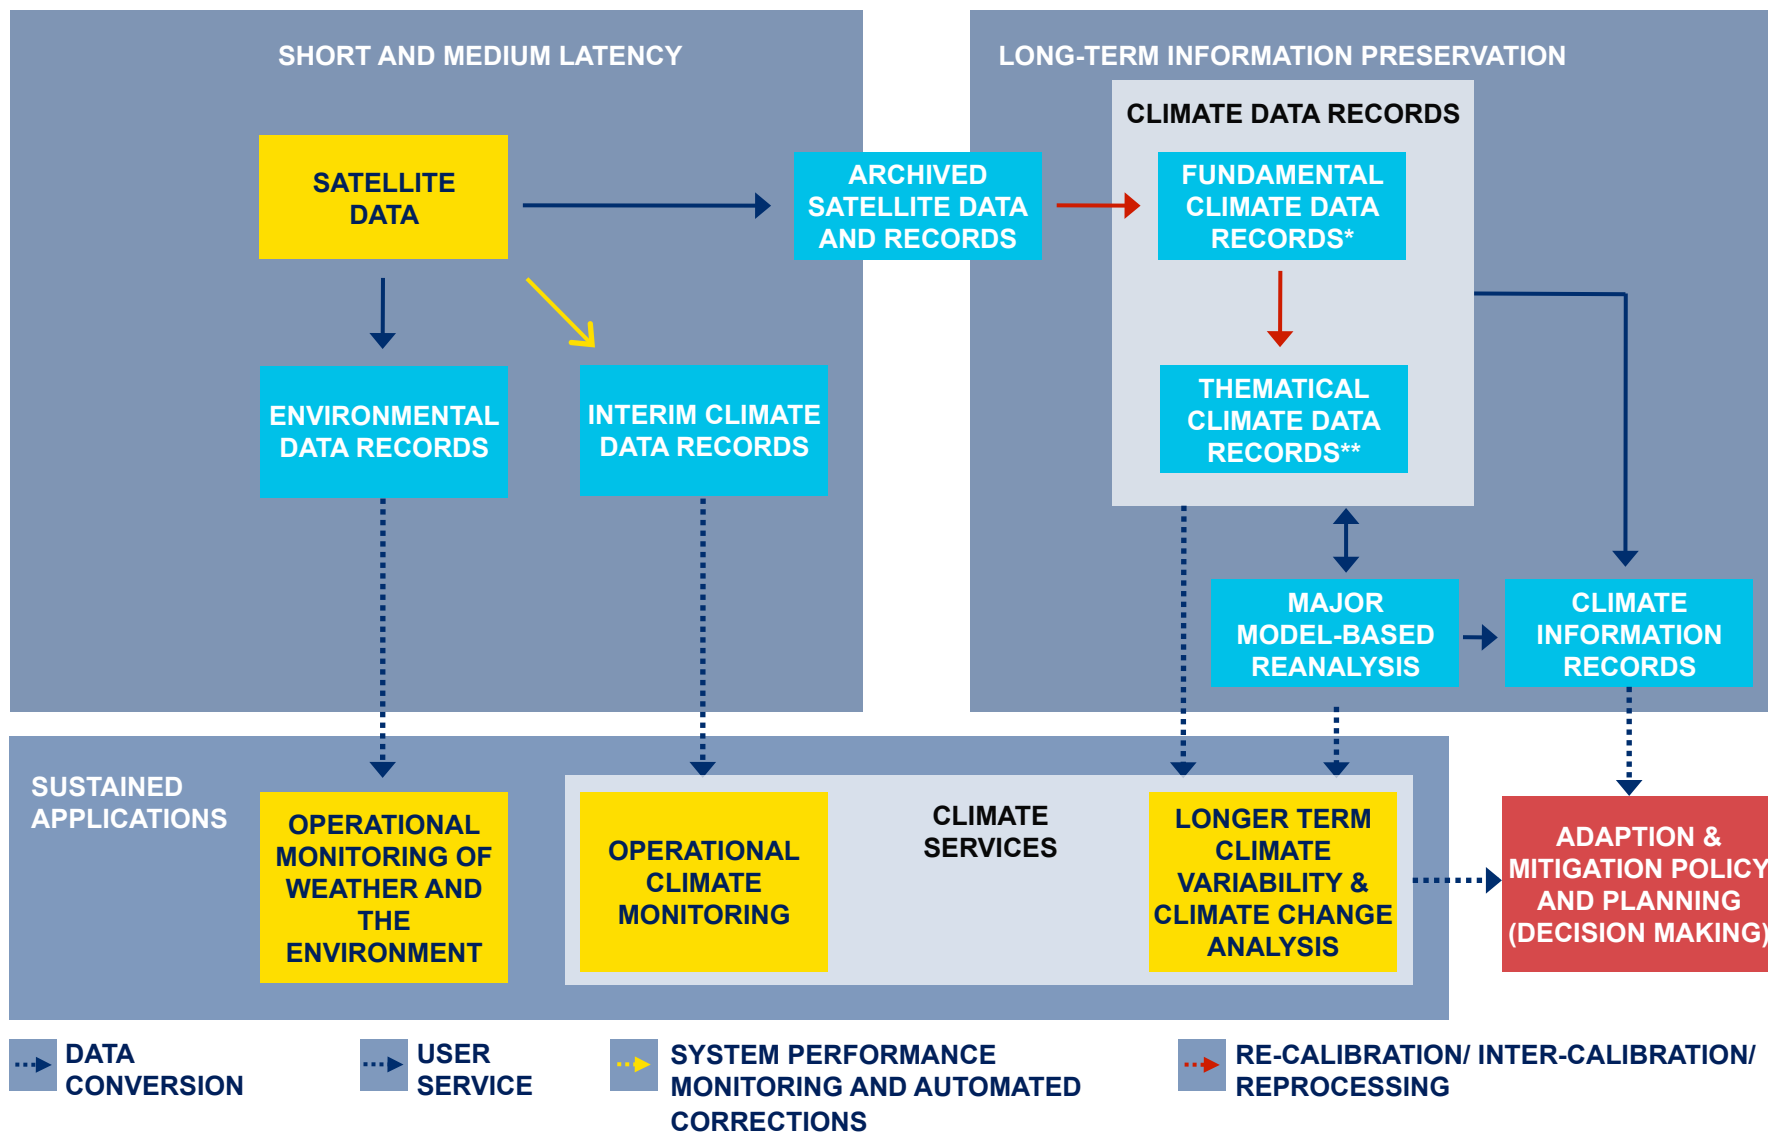 SHORT AND MEDIUM LATENCY
LONG-TERM INFORMATION PRESERVATION
CLIMATE DATA RECORDS
SATELLITE
DATA
ARCHIVED
SATELLITE DATA
AND RECORDS
FUNDAMENTAL
CLIMATE DATA
RECORDS*
ENVIRONMENTAL
DATA RECORDS
INTERIM CLIMATE
DATA RECORDS
THEMATICAL
CLIMATE DATA
RECORDS**
MAJOR
MODEL-BASED
REANALYSIS
CLIMATE
INFORMATION
RECORDS
SUSTAINED
APPLICATIONS
OPERATIONAL
MONITORING OF
WEATHER AND
THE
ENVIRONMENT
OPERATIONAL
CLIMATE
MONITORING
CLIMATE
SERVICES
LONGER TERM
CLIMATE
VARIABILITY &
CLIMATE CHANGE
ANALYSIS
ADAPTION &
MITIGATION POLICY
AND PLANNING
(DECISION MAKING)
DATA
CONVERSION
USER
SERVICE
SYSTEM PERFORMANCE
MONITORING AND AUTOMATED
CORRECTIONS
RE-CALIBRATION/ INTER-CALIBRATION/
REPROCESSING